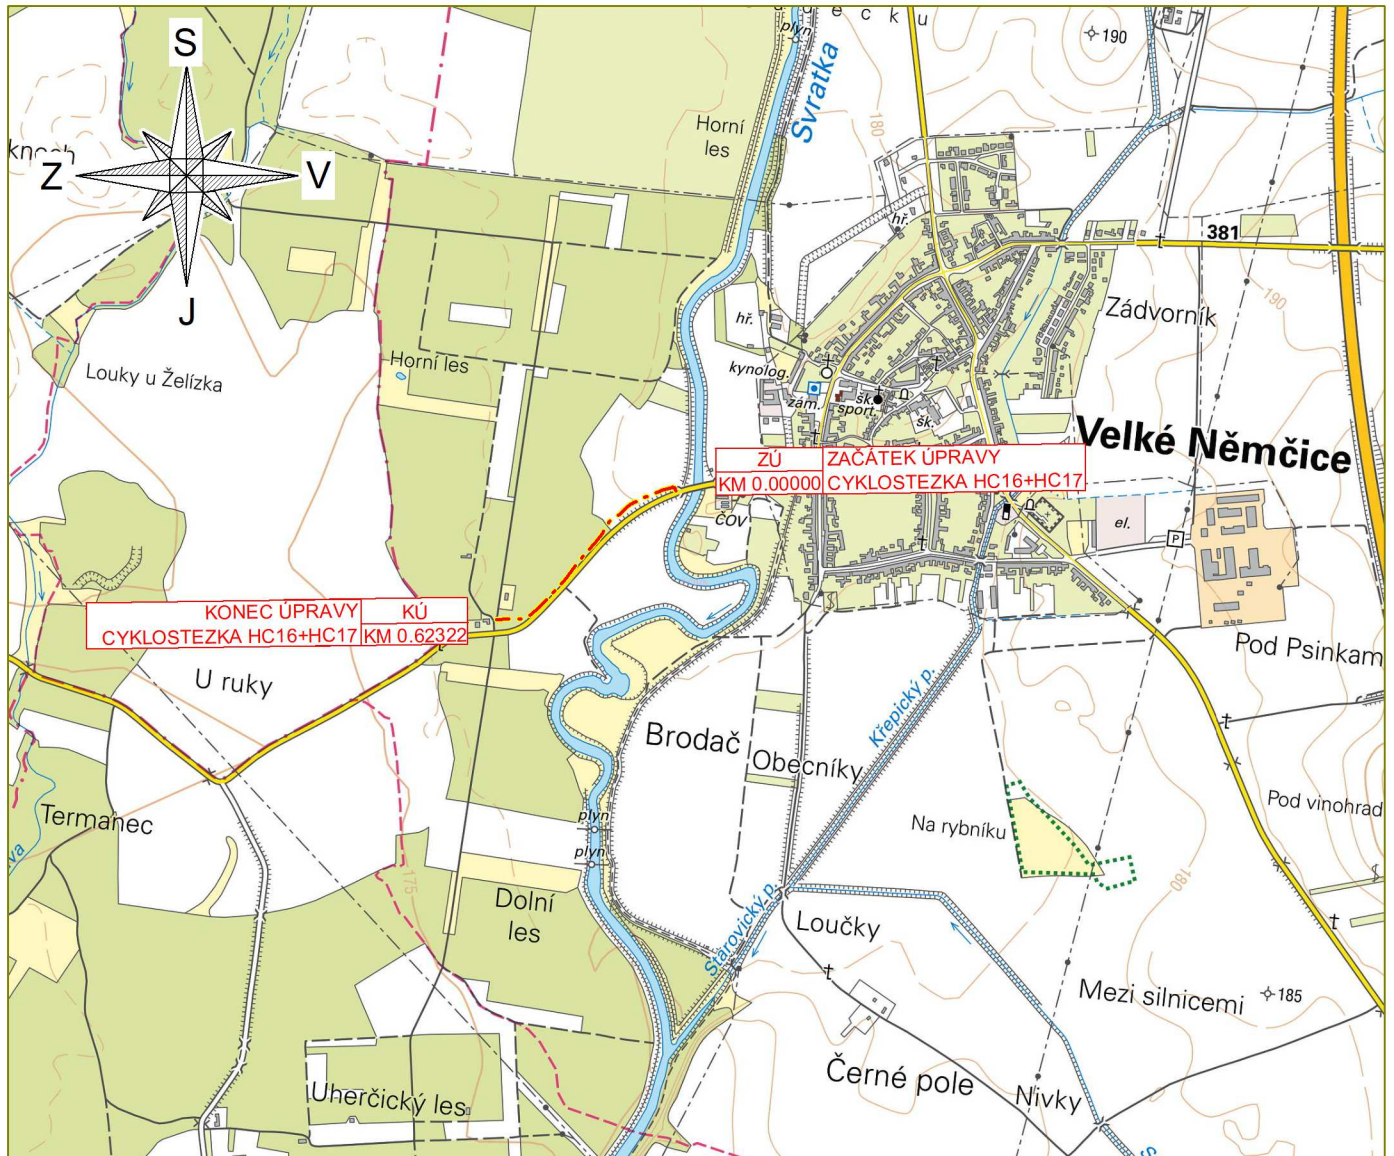 S
Z
V
J
plyn
Svratka
190
180
Horní
les
hř.
381
190
Zádvorník
hř.
kynolog.
zám.
šk.
sport.
šk.
Horní les
Louky u Želízka
Velké Němčice
ZÚ
ZAČÁTEK ÚPRAVY
KM 0.00000
CYKLOSTEZKA HC16+HC17
ČOV
el.
P
KONEC ÚPRAVY
KÚ
CYKLOSTEZKA HC16+HC17
KM 0.62322
U ruky
Pod Psinkam
Křepický p.
Brodač
Obecníky
Termanec
plyn
plyn
Na rybníku
Pod vinohrad
175
180
Dolní
les
Starovický p.
Loučky
Mezi silnicemi
185
Černé pole
Nivky
Uherčický les